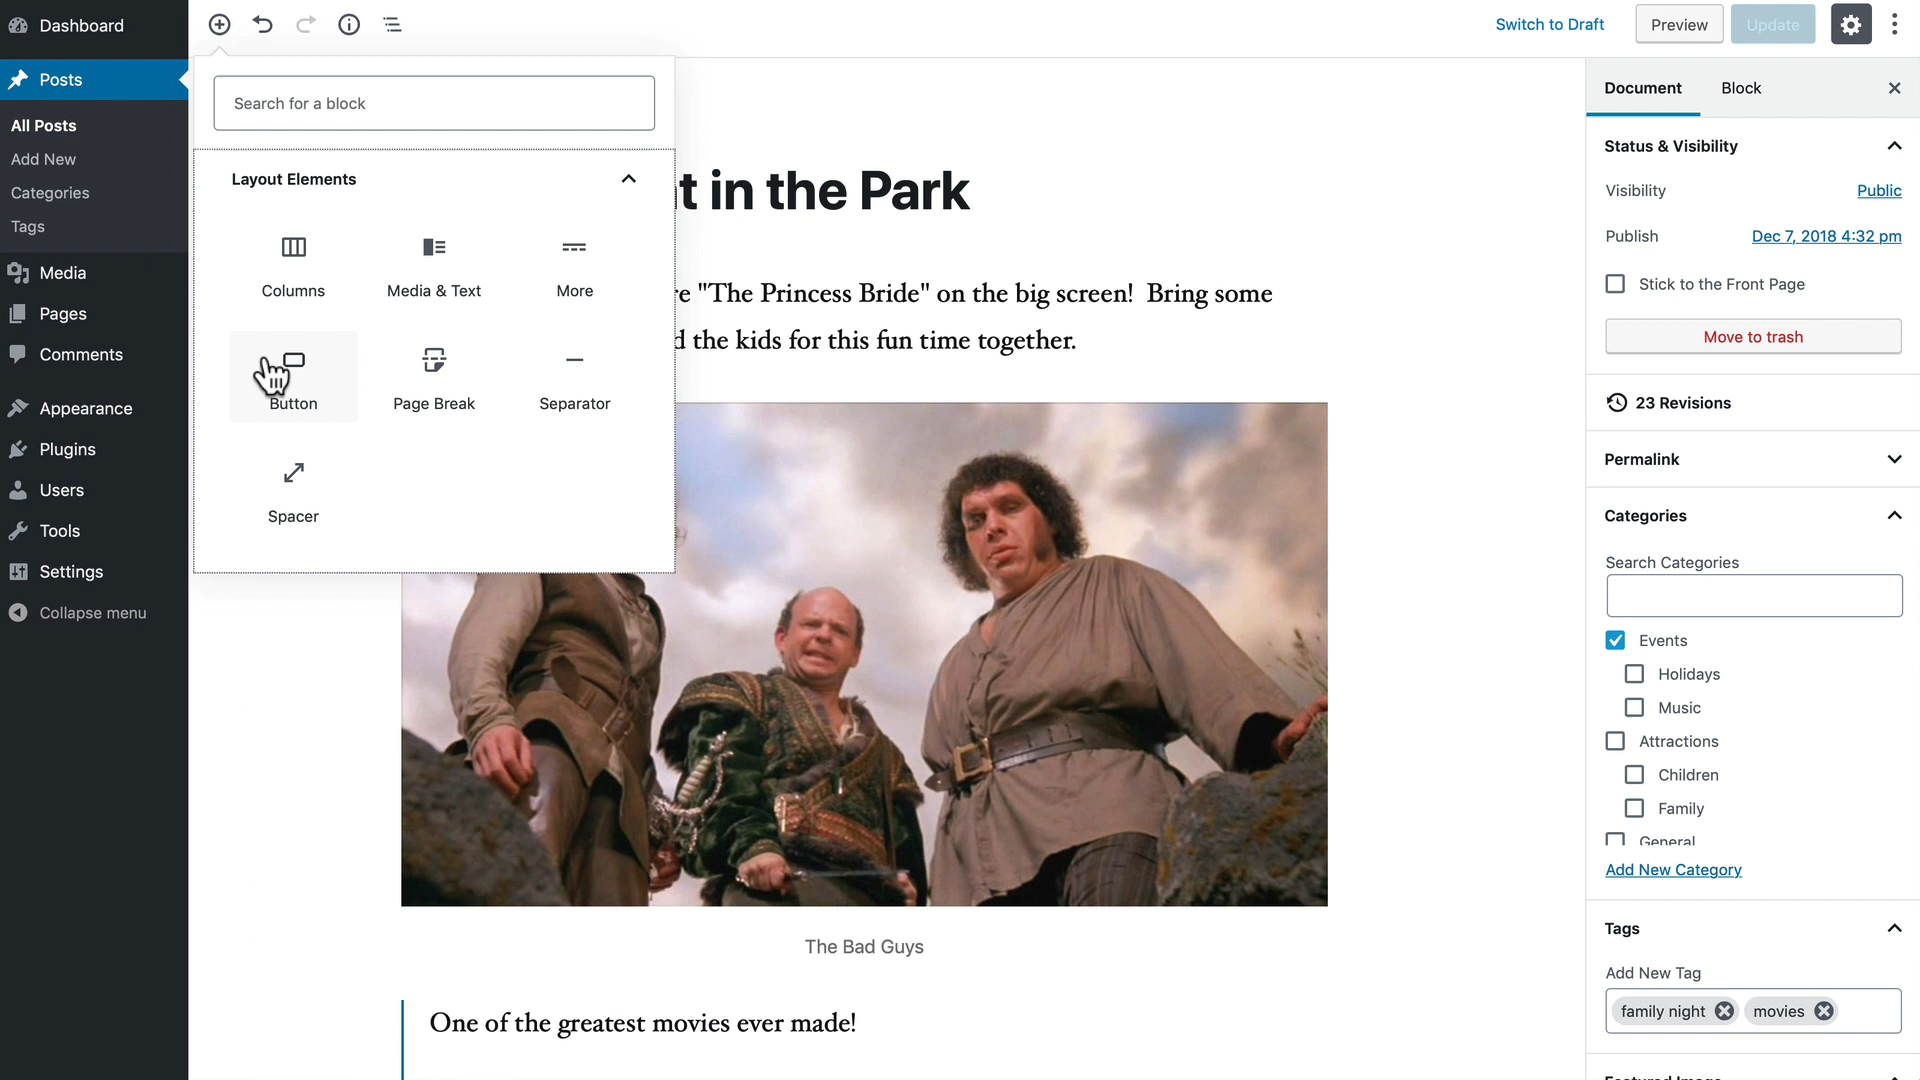 Dashboard
Posts
All Posts
Add New
Categories
Tags
Media
Pages
Comments
Appearance
Plugins
Users
Tools
Settings
Collapse menu
Switch to Draft
Preview
Update
Search for a block
Layout Elements
Columns
Media & Text
More
Button
Page Break
Separator
Spacer
t in the Park
re "The Princess Bride" on the big screen! Bring some
d the kids for this fun time together.
The Bad Guys
One of the greatest movies ever made!
Document
Block
Status & Visibility
Visibility
Public
Publish
Dec 7, 2018 4:32 pm
Stick to the Front Page
Move to trash
23 Revisions
Permalink
Categories
Search Categories
Events
Holidays
Music
Attractions
Children
Family
General
Add New Category
Tags
Add New Tag
family night
movies
Featured Image